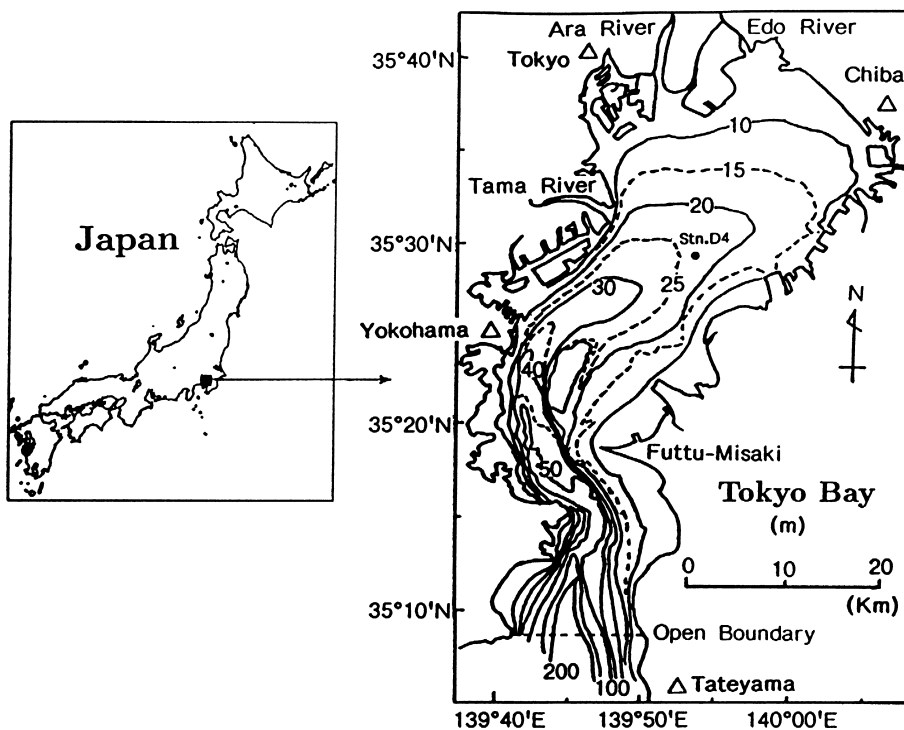 Japan
Ara River
Edo River
Tokyo
Chiba
35°40'N
10
15
Tama River
20
Stn.D4
35°30'N
30
25
N
Yokohama
40
35°20'N
50
Futtu-Misaki
Tokyo Bay
(m)
0 10 20
(Km)
35°10'N
Open Boundary
200
100
Tateyama
139°40'E 139°50'E 140°00'E